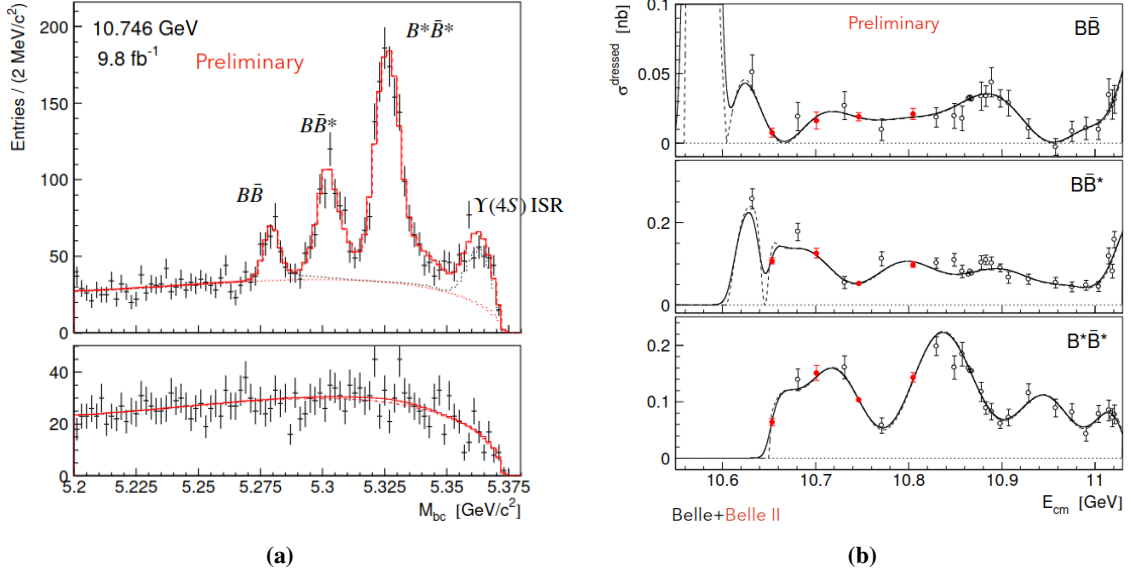 10.746 GeV
9.8 fb⁻¹
Preliminary
BB̄
BB̄*
B*B̄*
Υ(4S) ISR
Entries / (2 MeV/c²)
200
150
100
50
0
40
20
0
5.2 5.225 5.25 5.275 5.3 5.325 5.35 5.375
M_bc [GeV/c²]
(a)
σ^dressed [nb]
Preliminary
BB̄
0.1
0.05
0
BB̄*
0.2
0
B*B̄*
0.2
0.1
0
10.6 10.7 10.8 10.9 11
E_cm [GeV]
Belle+Belle II
(b)